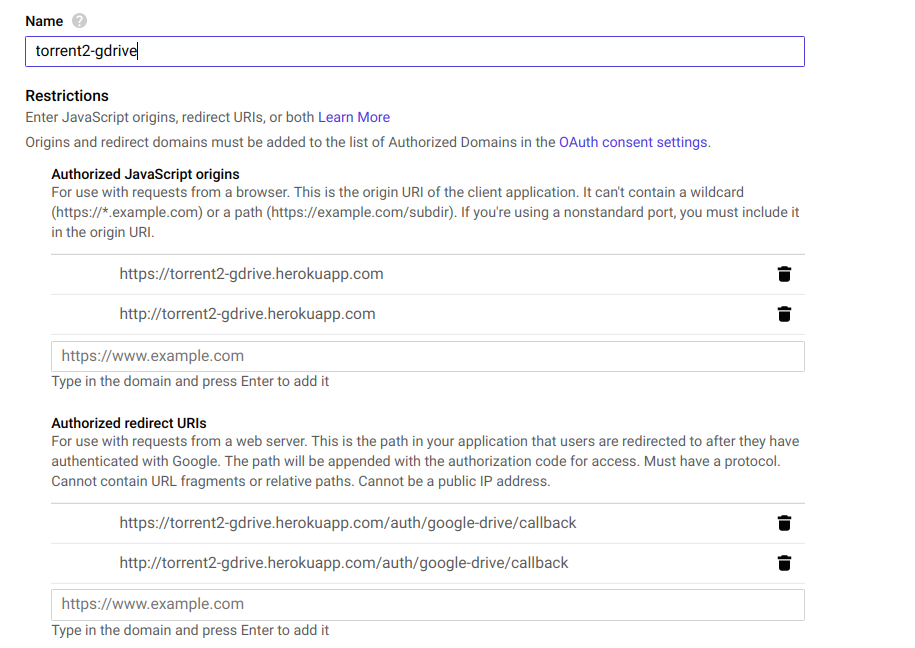 Name ?
torrent2-gdrive
Restrictions
Enter JavaScript origins, redirect URIs, or both Learn More
Origins and redirect domains must be added to the list of Authorized Domains in the OAuth consent settings.
Authorized JavaScript origins
For use with requests from a browser. This is the origin URI of the client application. It can't contain a wildcard
(https://*.example.com) or a path (https://example.com/subdir). If you're using a nonstandard port, you must include it
in the origin URI.
https://torrent2-gdrive.herokuapp.com
http://torrent2-gdrive.herokuapp.com
https://www.example.com
Type in the domain and press Enter to add it
Authorized redirect URIs
For use with requests from a web server. This is the path in your application that users are redirected to after they have
authenticated with Google. The path will be appended with the authorization code for access. Must have a protocol.
Cannot contain URL fragments or relative paths. Cannot be a public IP address.
https://torrent2-gdrive.herokuapp.com/auth/google-drive/callback
http://torrent2-gdrive.herokuapp.com/auth/google-drive/callback
https://www.example.com
Type in the domain and press Enter to add it